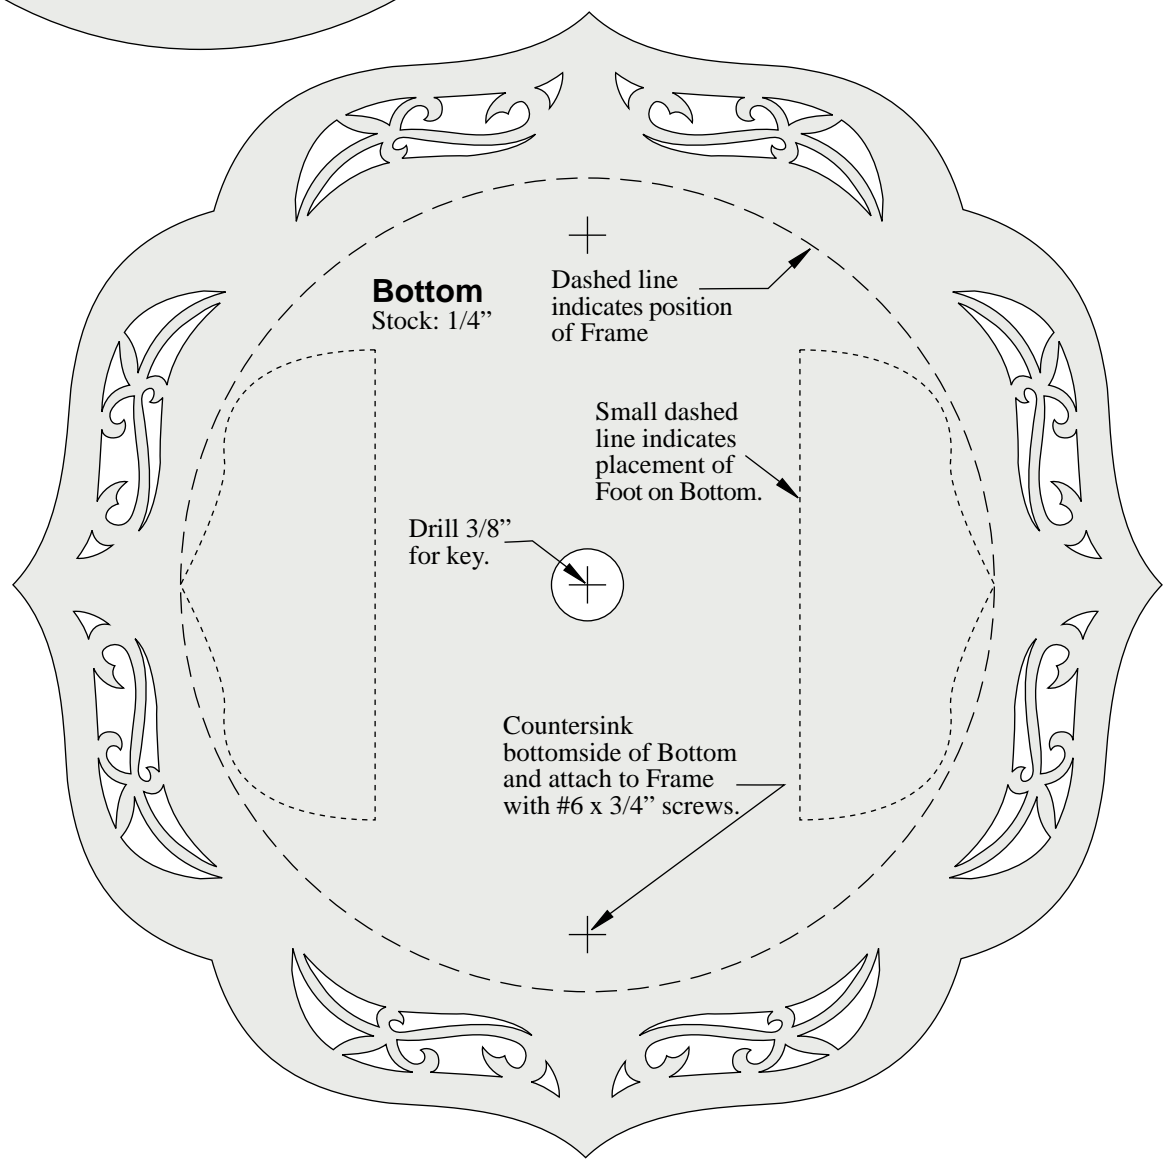 Bottom
Stock: 1/4”
Dashed line
indicates position
of Frame
Small dashed
line indicates
placement of
Foot on Bottom.
Drill 3/8”
for key.
Countersink
bottomside of Bottom
and attach to Frame
with #6 x 3/4” screws.